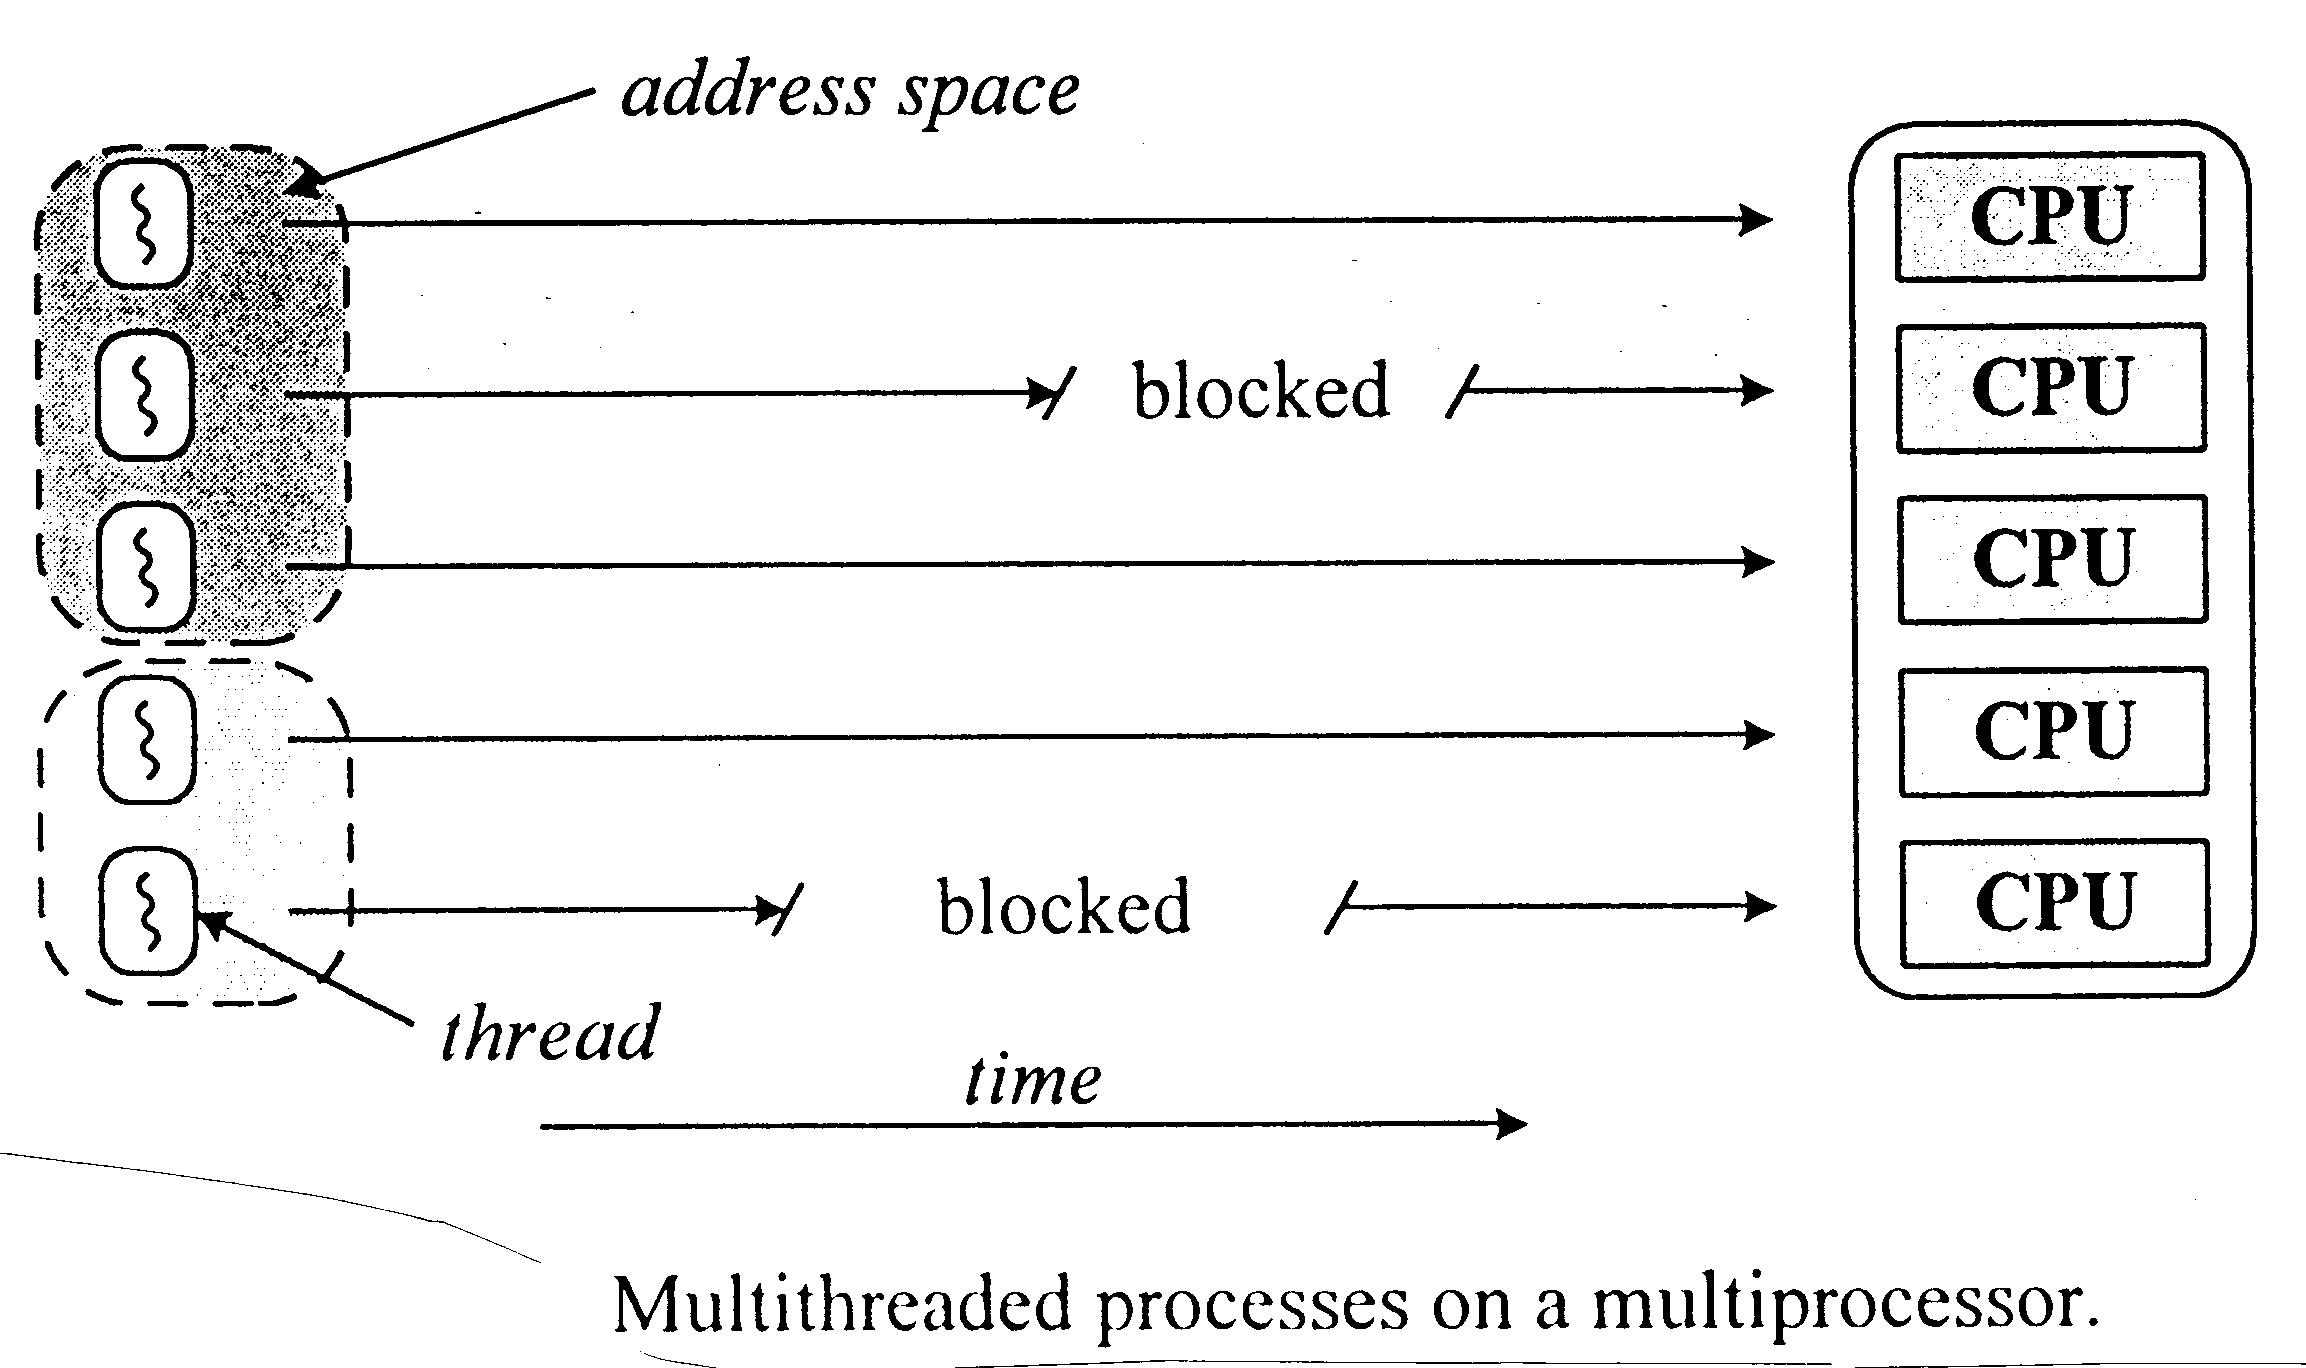 address space
CPU
blocked
CPU
CPU
CPU
blocked
CPU
thread
time
Multithreaded processes on a multiprocessor.